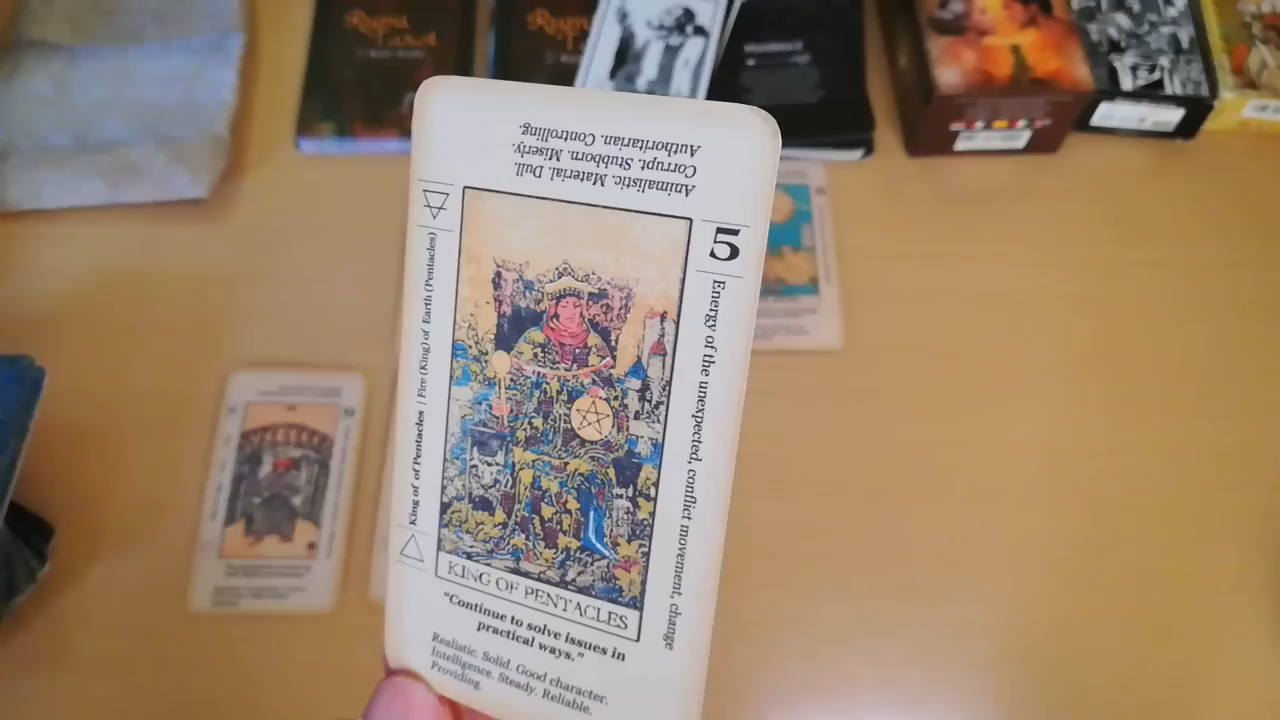 Animalistic. Material. Dull.
Corrupt. Stubborn. Miserly.
Authoritarian. Controlling.
5
Energy of the unexpected, conflict movement, change
King of of Pentacles | Fire (King) of Earth (Pentacles)
KING OF PENTACLES
“Continue to solve issues in
practical ways.”
Realistic. Solid. Good character.
Intelligence. Steady. Reliable.
Providing.